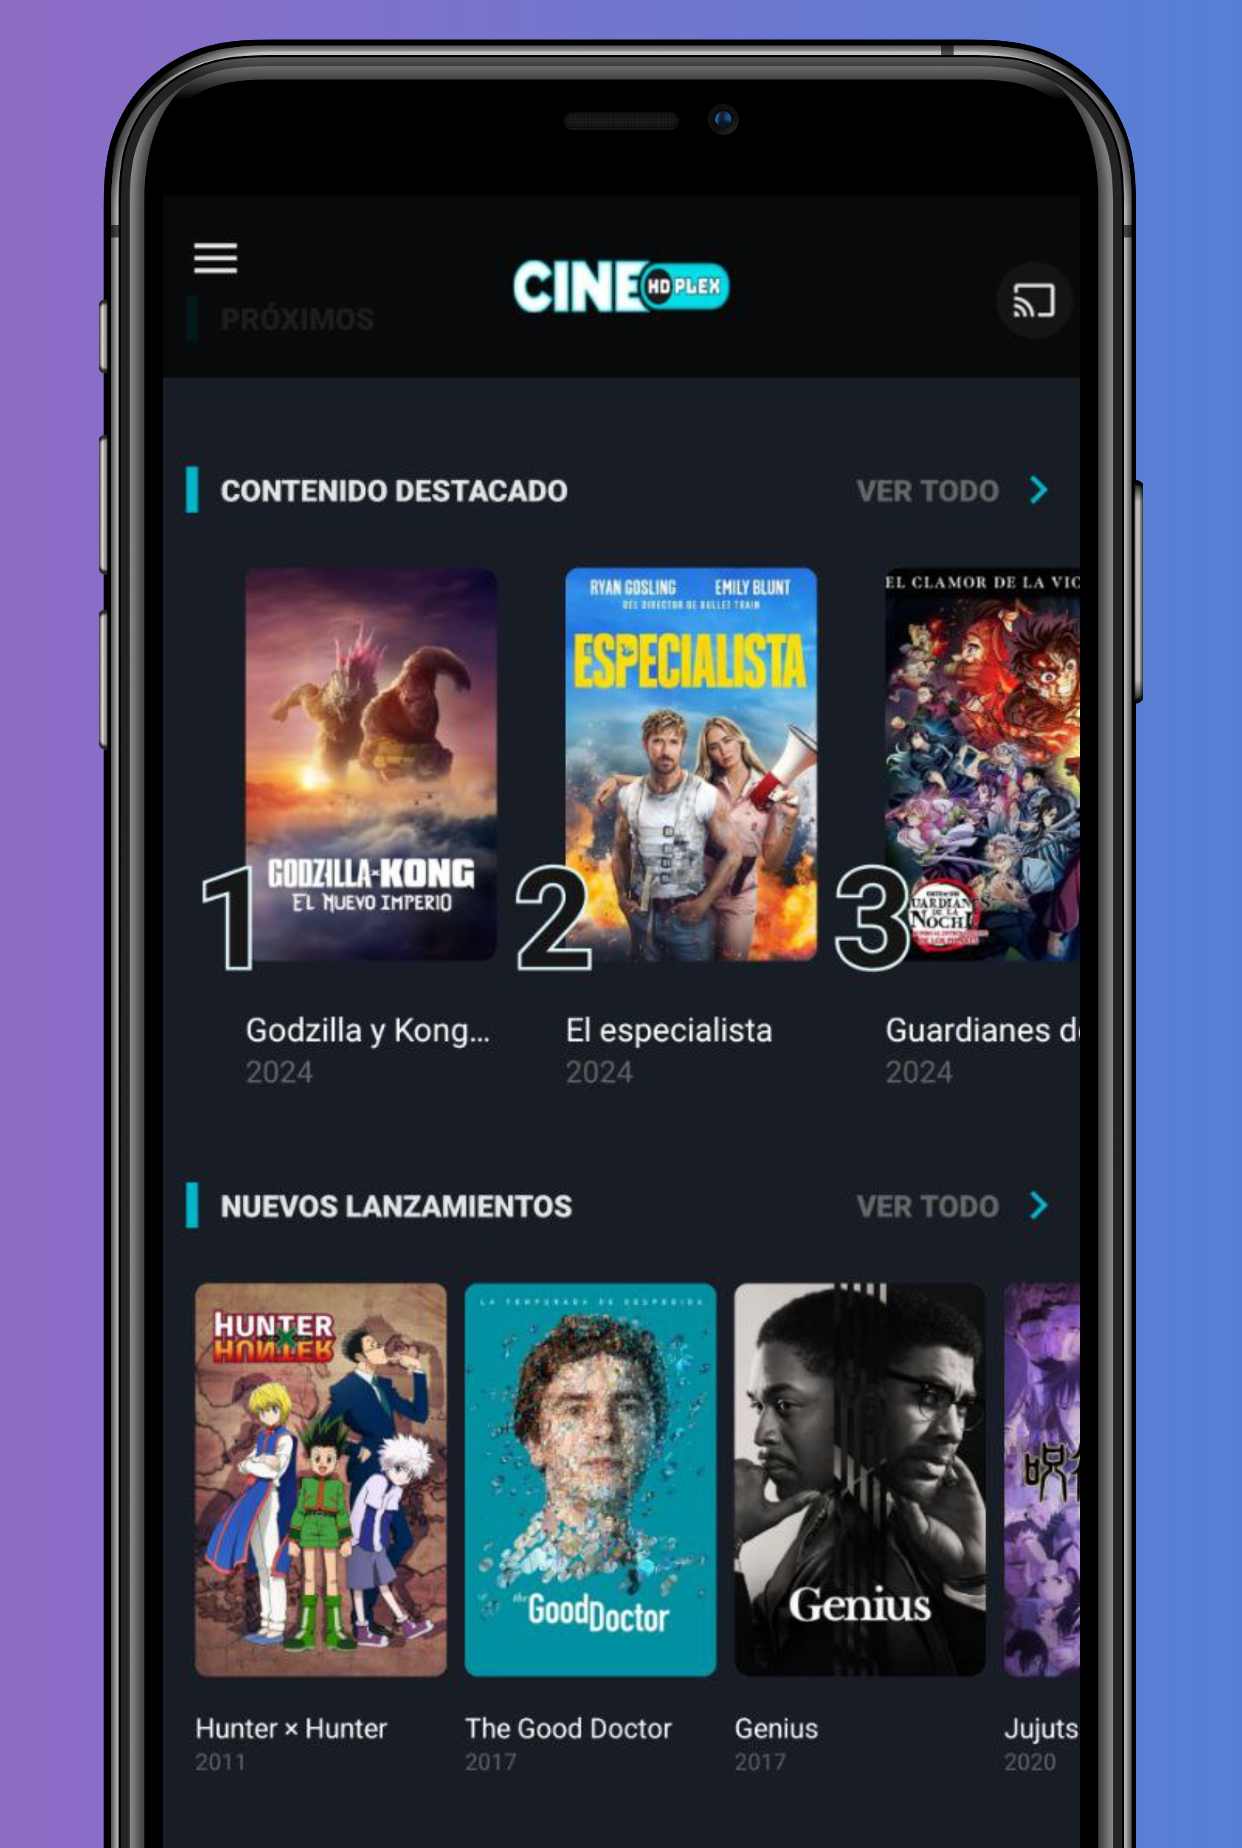 CINE HD PLEX
PRÓXIMOS
CONTENIDO DESTACADO
VER TODO
EL CLAMOR DE LA VIC
RYAN GOSLING EMILY BLUNT
DEL DIRECTOR DE BULLET TRAIN
ESPECIALISTA
GODZILLA × KONG
EL NUEVO IMPERIO
GUARDIANES
DE LA
NOCHE
1
2
3
Godzilla y Kong...
El especialista
Guardianes d
2024
2024
2024
NUEVOS LANZAMIENTOS
VER TODO
HUNTER
HUNTER
LA TEMPORADA DE DESPEDIDA
the GoodDoctor
Genius
呪
Hunter × Hunter
The Good Doctor
Genius
Jujuts
2011
2017
2017
2020